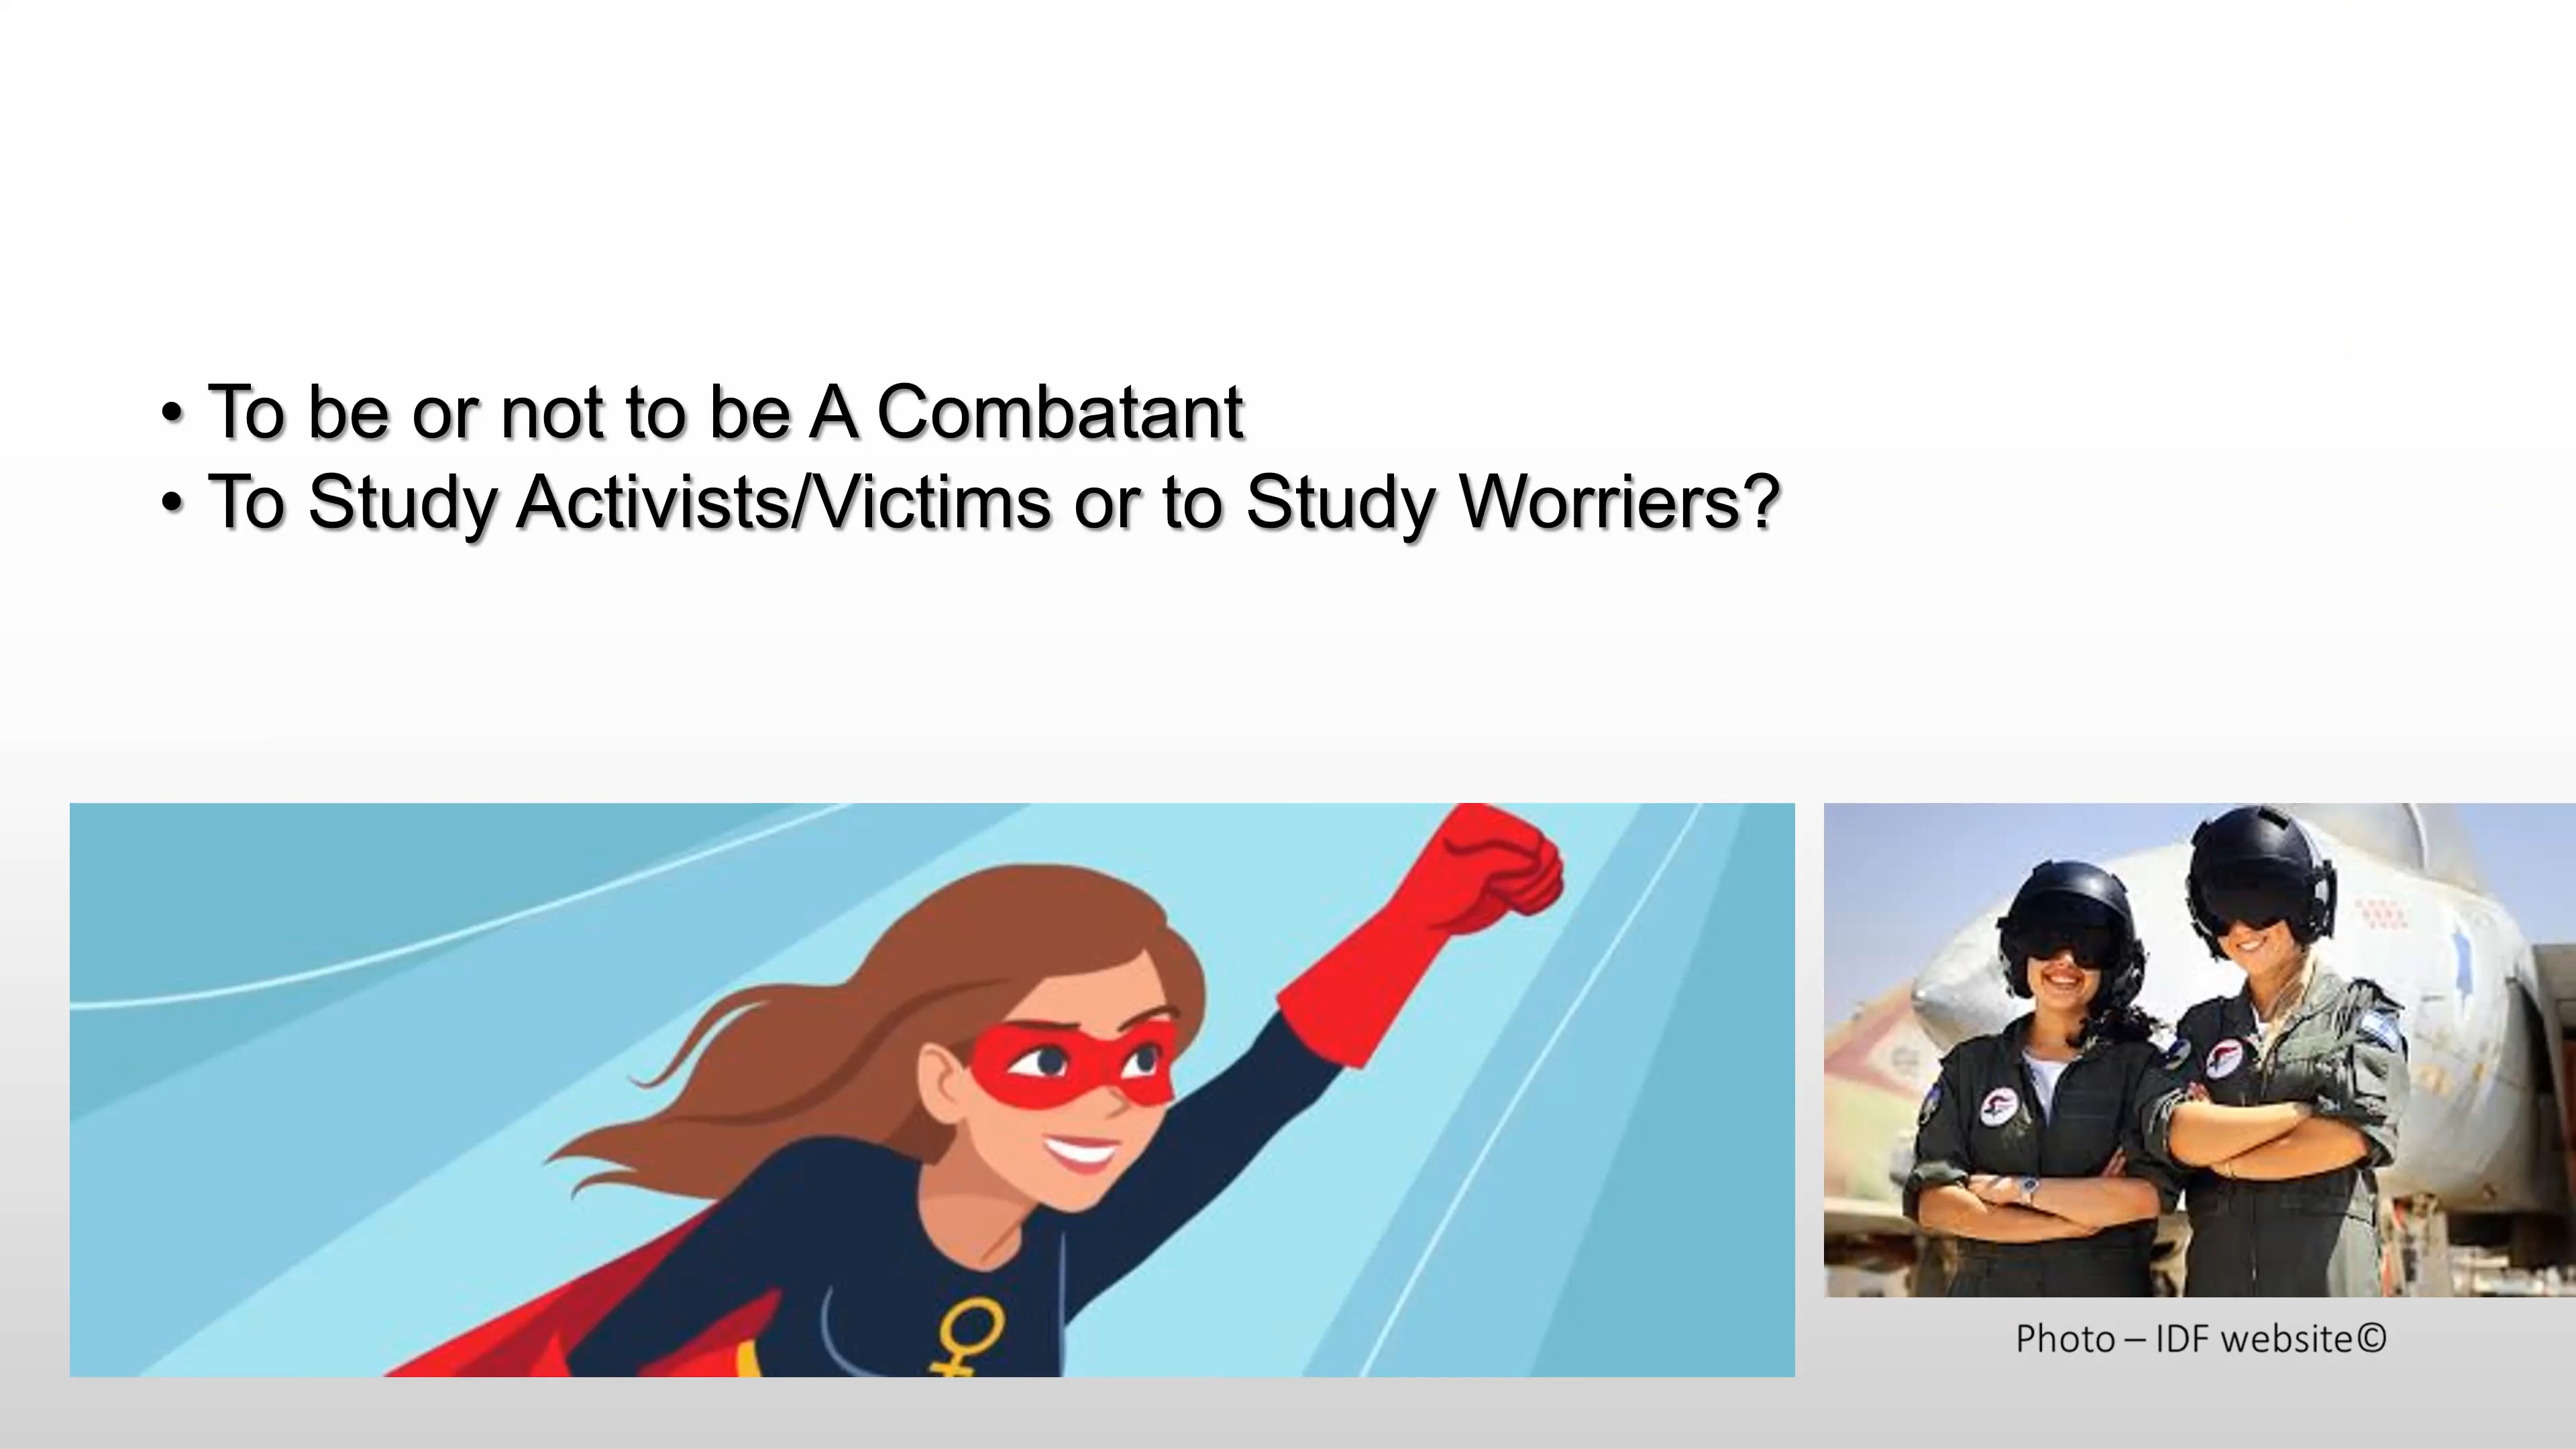 • To be or not to be A Combatant
• To Study Activists/Victims or to Study Worriers?
Photo – IDF website©